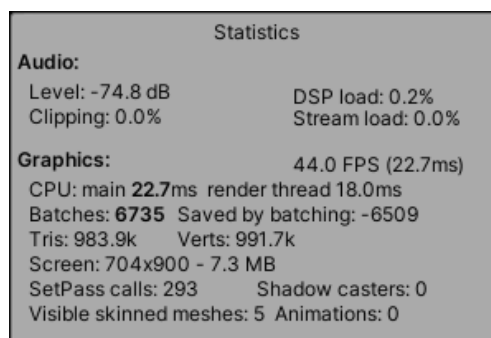 Statistics
Audio:
Level: -74.8 dB DSP load: 0.2%
Clipping: 0.0% Stream load: 0.0%
Graphics: 44.0 FPS (22.7ms)
CPU: main 22.7ms render thread 18.0ms
Batches: 6735 Saved by batching: -6509
Tris: 983.9k Verts: 991.7k
Screen: 704x900 - 7.3 MB
SetPass calls: 293 Shadow casters: 0
Visible skinned meshes: 5 Animations: 0